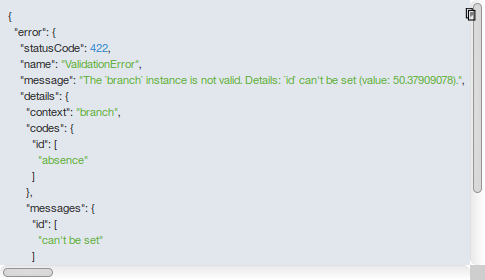 {
"error": {
"statusCode": 422,
"name": "ValidationError",
"message": "The `branch` instance is not valid. Details: `id` can't be set (value: 50.37909078).",
"details": {
"context": "branch",
"codes": {
"id": [
"absence"
]
},
"messages": {
"id": [
"can't be set"
]